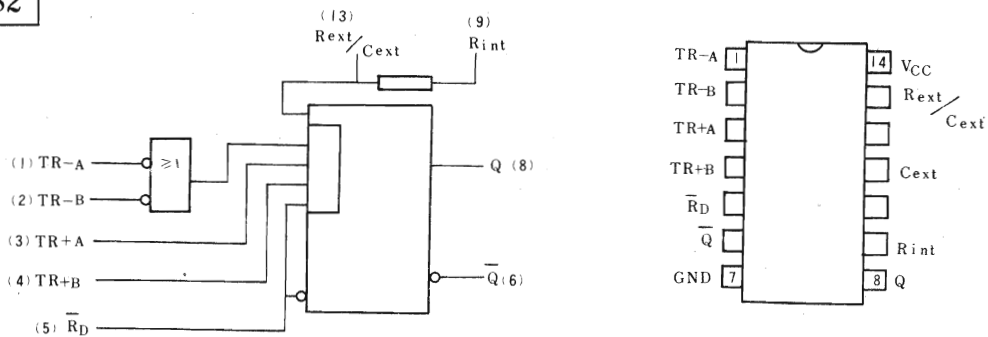 (13)
Rext/Cext
(9)
Rint
(1) TR-A
(2) TR-B
≥1
(3) TR+A
(4) TR+B
(5) R̅D
Q (8)
Q̅(6)
TR-A 1
TR-B
TR+A
TR+B
R̅D
Q̅
GND 7
14 VCC
Rext/Cext
Cext
Rint
8 Q